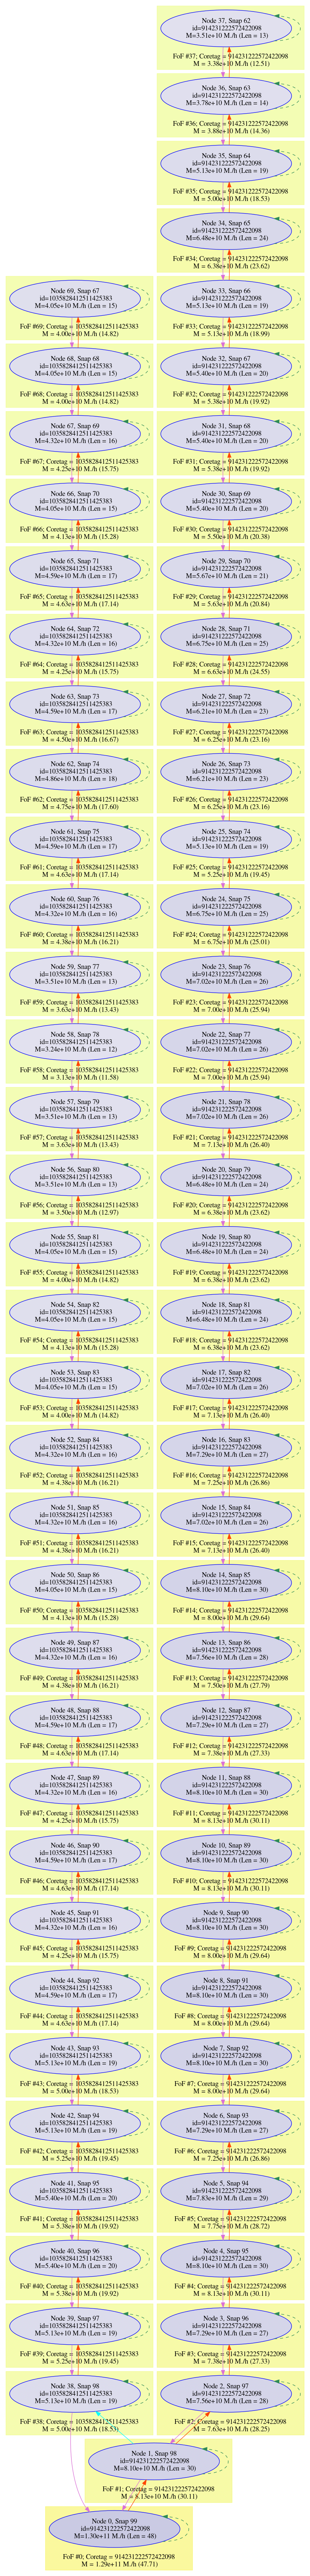 Node 37, Snap 62
id=914231222572422098
M=3.51e+10 M./h (Len = 13)
FoF #37; Coretag = 914231222572422098
M = 3.38e+10 M./h (12.51)
Node 36, Snap 63
id=914231222572422098
M=3.78e+10 M./h (Len = 14)
FoF #36; Coretag = 914231222572422098
M = 3.88e+10 M./h (14.36)
Node 35, Snap 64
id=914231222572422098
M=5.13e+10 M./h (Len = 19)
FoF #35; Coretag = 914231222572422098
M = 5.00e+10 M./h (18.53)
Node 34, Snap 65
id=914231222572422098
M=6.48e+10 M./h (Len = 24)
FoF #34; Coretag = 914231222572422098
M = 6.38e+10 M./h (23.62)
Node 33, Snap 66
id=914231222572422098
M=5.13e+10 M./h (Len = 19)
FoF #33; Coretag = 914231222572422098
M = 5.13e+10 M./h (18.99)
Node 32, Snap 67
id=914231222572422098
M=5.40e+10 M./h (Len = 20)
FoF #32; Coretag = 914231222572422098
M = 5.38e+10 M./h (19.92)
Node 31, Snap 68
id=914231222572422098
M=5.40e+10 M./h (Len = 20)
FoF #31; Coretag = 914231222572422098
M = 5.38e+10 M./h (19.92)
Node 30, Snap 69
id=914231222572422098
M=5.40e+10 M./h (Len = 20)
FoF #30; Coretag = 914231222572422098
M = 5.50e+10 M./h (20.38)
Node 29, Snap 70
id=914231222572422098
M=5.67e+10 M./h (Len = 21)
FoF #29; Coretag = 914231222572422098
M = 5.63e+10 M./h (20.84)
Node 28, Snap 71
id=914231222572422098
M=6.75e+10 M./h (Len = 25)
FoF #28; Coretag = 914231222572422098
M = 6.63e+10 M./h (24.55)
Node 27, Snap 72
id=914231222572422098
M=6.21e+10 M./h (Len = 23)
FoF #27; Coretag = 914231222572422098
M = 6.25e+10 M./h (23.16)
Node 26, Snap 73
id=914231222572422098
M=6.21e+10 M./h (Len = 23)
FoF #26; Coretag = 914231222572422098
M = 6.25e+10 M./h (23.16)
Node 25, Snap 74
id=914231222572422098
M=5.13e+10 M./h (Len = 19)
FoF #25; Coretag = 914231222572422098
M = 5.25e+10 M./h (19.45)
Node 24, Snap 75
id=914231222572422098
M=6.75e+10 M./h (Len = 25)
FoF #24; Coretag = 914231222572422098
M = 6.75e+10 M./h (25.01)
Node 23, Snap 76
id=914231222572422098
M=7.02e+10 M./h (Len = 26)
FoF #23; Coretag = 914231222572422098
M = 7.00e+10 M./h (25.94)
Node 22, Snap 77
id=914231222572422098
M=7.02e+10 M./h (Len = 26)
FoF #22; Coretag = 914231222572422098
M = 7.00e+10 M./h (25.94)
Node 21, Snap 78
id=914231222572422098
M=7.02e+10 M./h (Len = 26)
FoF #21; Coretag = 914231222572422098
M = 7.13e+10 M./h (26.40)
Node 20, Snap 79
id=914231222572422098
M=6.48e+10 M./h (Len = 24)
FoF #20; Coretag = 914231222572422098
M = 6.38e+10 M./h (23.62)
Node 19, Snap 80
id=914231222572422098
M=6.48e+10 M./h (Len = 24)
FoF #19; Coretag = 914231222572422098
M = 6.38e+10 M./h (23.62)
Node 18, Snap 81
id=914231222572422098
M=6.48e+10 M./h (Len = 24)
FoF #18; Coretag = 914231222572422098
M = 6.38e+10 M./h (23.62)
Node 17, Snap 82
id=914231222572422098
M=7.02e+10 M./h (Len = 26)
FoF #17; Coretag = 914231222572422098
M = 7.13e+10 M./h (26.40)
Node 16, Snap 83
id=914231222572422098
M=7.29e+10 M./h (Len = 27)
FoF #16; Coretag = 914231222572422098
M = 7.25e+10 M./h (26.86)
Node 15, Snap 84
id=914231222572422098
M=7.02e+10 M./h (Len = 26)
FoF #15; Coretag = 914231222572422098
M = 7.13e+10 M./h (26.40)
Node 14, Snap 85
id=914231222572422098
M=8.10e+10 M./h (Len = 30)
FoF #14; Coretag = 914231222572422098
M = 8.00e+10 M./h (29.64)
Node 13, Snap 86
id=914231222572422098
M=7.56e+10 M./h (Len = 28)
FoF #13; Coretag = 914231222572422098
M = 7.50e+10 M./h (27.79)
Node 12, Snap 87
id=914231222572422098
M=7.29e+10 M./h (Len = 27)
FoF #12; Coretag = 914231222572422098
M = 7.38e+10 M./h (27.33)
Node 11, Snap 88
id=914231222572422098
M=8.10e+10 M./h (Len = 30)
FoF #11; Coretag = 914231222572422098
M = 8.13e+10 M./h (30.11)
Node 10, Snap 89
id=914231222572422098
M=8.10e+10 M./h (Len = 30)
FoF #10; Coretag = 914231222572422098
M = 8.13e+10 M./h (30.11)
Node 9, Snap 90
id=914231222572422098
M=8.10e+10 M./h (Len = 30)
FoF #9; Coretag = 914231222572422098
M = 8.00e+10 M./h (29.64)
Node 8, Snap 91
id=914231222572422098
M=8.10e+10 M./h (Len = 30)
FoF #8; Coretag = 914231222572422098
M = 8.00e+10 M./h (29.64)
Node 7, Snap 92
id=914231222572422098
M=8.10e+10 M./h (Len = 30)
FoF #7; Coretag = 914231222572422098
M = 8.00e+10 M./h (29.64)
Node 6, Snap 93
id=914231222572422098
M=7.29e+10 M./h (Len = 27)
FoF #6; Coretag = 914231222572422098
M = 7.25e+10 M./h (26.86)
Node 5, Snap 94
id=914231222572422098
M=7.83e+10 M./h (Len = 29)
FoF #5; Coretag = 914231222572422098
M = 7.75e+10 M./h (28.72)
Node 4, Snap 95
id=914231222572422098
M=8.10e+10 M./h (Len = 30)
FoF #4; Coretag = 914231222572422098
M = 8.13e+10 M./h (30.11)
Node 3, Snap 96
id=914231222572422098
M=7.29e+10 M./h (Len = 27)
FoF #3; Coretag = 914231222572422098
M = 7.38e+10 M./h (27.33)
Node 2, Snap 97
id=914231222572422098
M=7.56e+10 M./h (Len = 28)
FoF #2; Coretag = 914231222572422098
M = 7.63e+10 M./h (28.25)
Node 69, Snap 67
id=1035828412511425383
M=4.05e+10 M./h (Len = 15)
FoF #69; Coretag = 1035828412511425383
M = 4.00e+10 M./h (14.82)
Node 68, Snap 68
id=1035828412511425383
M=4.05e+10 M./h (Len = 15)
FoF #68; Coretag = 1035828412511425383
M = 4.00e+10 M./h (14.82)
Node 67, Snap 69
id=1035828412511425383
M=4.32e+10 M./h (Len = 16)
FoF #67; Coretag = 1035828412511425383
M = 4.25e+10 M./h (15.75)
Node 66, Snap 70
id=1035828412511425383
M=4.05e+10 M./h (Len = 15)
FoF #66; Coretag = 1035828412511425383
M = 4.13e+10 M./h (15.28)
Node 65, Snap 71
id=1035828412511425383
M=4.59e+10 M./h (Len = 17)
FoF #65; Coretag = 1035828412511425383
M = 4.63e+10 M./h (17.14)
Node 64, Snap 72
id=1035828412511425383
M=4.32e+10 M./h (Len = 16)
FoF #64; Coretag = 1035828412511425383
M = 4.25e+10 M./h (15.75)
Node 63, Snap 73
id=1035828412511425383
M=4.59e+10 M./h (Len = 17)
FoF #63; Coretag = 1035828412511425383
M = 4.50e+10 M./h (16.67)
Node 62, Snap 74
id=1035828412511425383
M=4.86e+10 M./h (Len = 18)
FoF #62; Coretag = 1035828412511425383
M = 4.75e+10 M./h (17.60)
Node 61, Snap 75
id=1035828412511425383
M=4.59e+10 M./h (Len = 17)
FoF #61; Coretag = 1035828412511425383
M = 4.63e+10 M./h (17.14)
Node 60, Snap 76
id=1035828412511425383
M=4.32e+10 M./h (Len = 16)
FoF #60; Coretag = 1035828412511425383
M = 4.38e+10 M./h (16.21)
Node 59, Snap 77
id=1035828412511425383
M=3.51e+10 M./h (Len = 13)
FoF #59; Coretag = 1035828412511425383
M = 3.63e+10 M./h (13.43)
Node 58, Snap 78
id=1035828412511425383
M=3.24e+10 M./h (Len = 12)
FoF #58; Coretag = 1035828412511425383
M = 3.13e+10 M./h (11.58)
Node 57, Snap 79
id=1035828412511425383
M=3.51e+10 M./h (Len = 13)
FoF #57; Coretag = 1035828412511425383
M = 3.63e+10 M./h (13.43)
Node 56, Snap 80
id=1035828412511425383
M=3.51e+10 M./h (Len = 13)
FoF #56; Coretag = 1035828412511425383
M = 3.50e+10 M./h (12.97)
Node 55, Snap 81
id=1035828412511425383
M=4.05e+10 M./h (Len = 15)
FoF #55; Coretag = 1035828412511425383
M = 4.00e+10 M./h (14.82)
Node 54, Snap 82
id=1035828412511425383
M=4.05e+10 M./h (Len = 15)
FoF #54; Coretag = 1035828412511425383
M = 4.13e+10 M./h (15.28)
Node 53, Snap 83
id=1035828412511425383
M=4.05e+10 M./h (Len = 15)
FoF #53; Coretag = 1035828412511425383
M = 4.00e+10 M./h (14.82)
Node 52, Snap 84
id=1035828412511425383
M=4.32e+10 M./h (Len = 16)
FoF #52; Coretag = 1035828412511425383
M = 4.38e+10 M./h (16.21)
Node 51, Snap 85
id=1035828412511425383
M=4.32e+10 M./h (Len = 16)
FoF #51; Coretag = 1035828412511425383
M = 4.38e+10 M./h (16.21)
Node 50, Snap 86
id=1035828412511425383
M=4.05e+10 M./h (Len = 15)
FoF #50; Coretag = 1035828412511425383
M = 4.13e+10 M./h (15.28)
Node 49, Snap 87
id=1035828412511425383
M=4.32e+10 M./h (Len = 16)
FoF #49; Coretag = 1035828412511425383
M = 4.38e+10 M./h (16.21)
Node 48, Snap 88
id=1035828412511425383
M=4.59e+10 M./h (Len = 17)
FoF #48; Coretag = 1035828412511425383
M = 4.63e+10 M./h (17.14)
Node 47, Snap 89
id=1035828412511425383
M=4.32e+10 M./h (Len = 16)
FoF #47; Coretag = 1035828412511425383
M = 4.25e+10 M./h (15.75)
Node 46, Snap 90
id=1035828412511425383
M=4.59e+10 M./h (Len = 17)
FoF #46; Coretag = 1035828412511425383
M = 4.63e+10 M./h (17.14)
Node 45, Snap 91
id=1035828412511425383
M=4.32e+10 M./h (Len = 16)
FoF #45; Coretag = 1035828412511425383
M = 4.25e+10 M./h (15.75)
Node 44, Snap 92
id=1035828412511425383
M=4.59e+10 M./h (Len = 17)
FoF #44; Coretag = 1035828412511425383
M = 4.63e+10 M./h (17.14)
Node 43, Snap 93
id=1035828412511425383
M=5.13e+10 M./h (Len = 19)
FoF #43; Coretag = 1035828412511425383
M = 5.00e+10 M./h (18.53)
Node 42, Snap 94
id=1035828412511425383
M=5.13e+10 M./h (Len = 19)
FoF #42; Coretag = 1035828412511425383
M = 5.25e+10 M./h (19.45)
Node 41, Snap 95
id=1035828412511425383
M=5.40e+10 M./h (Len = 20)
FoF #41; Coretag = 1035828412511425383
M = 5.38e+10 M./h (19.92)
Node 40, Snap 96
id=1035828412511425383
M=5.40e+10 M./h (Len = 20)
FoF #40; Coretag = 1035828412511425383
M = 5.38e+10 M./h (19.92)
Node 39, Snap 97
id=1035828412511425383
M=5.13e+10 M./h (Len = 19)
FoF #39; Coretag = 1035828412511425383
M = 5.25e+10 M./h (19.45)
Node 38, Snap 98
id=1035828412511425383
M=5.13e+10 M./h (Len = 19)
FoF #38; Coretag = 1035828412511425383
M = 5.00e+10 M./h (18.53)
Node 1, Snap 98
id=914231222572422098
M=8.10e+10 M./h (Len = 30)
FoF #1; Coretag = 914231222572422098
M = 8.13e+10 M./h (30.11)
Node 0, Snap 99
id=914231222572422098
M=1.30e+11 M./h (Len = 48)
FoF #0; Coretag = 914231222572422098
M = 1.29e+11 M./h (47.71)